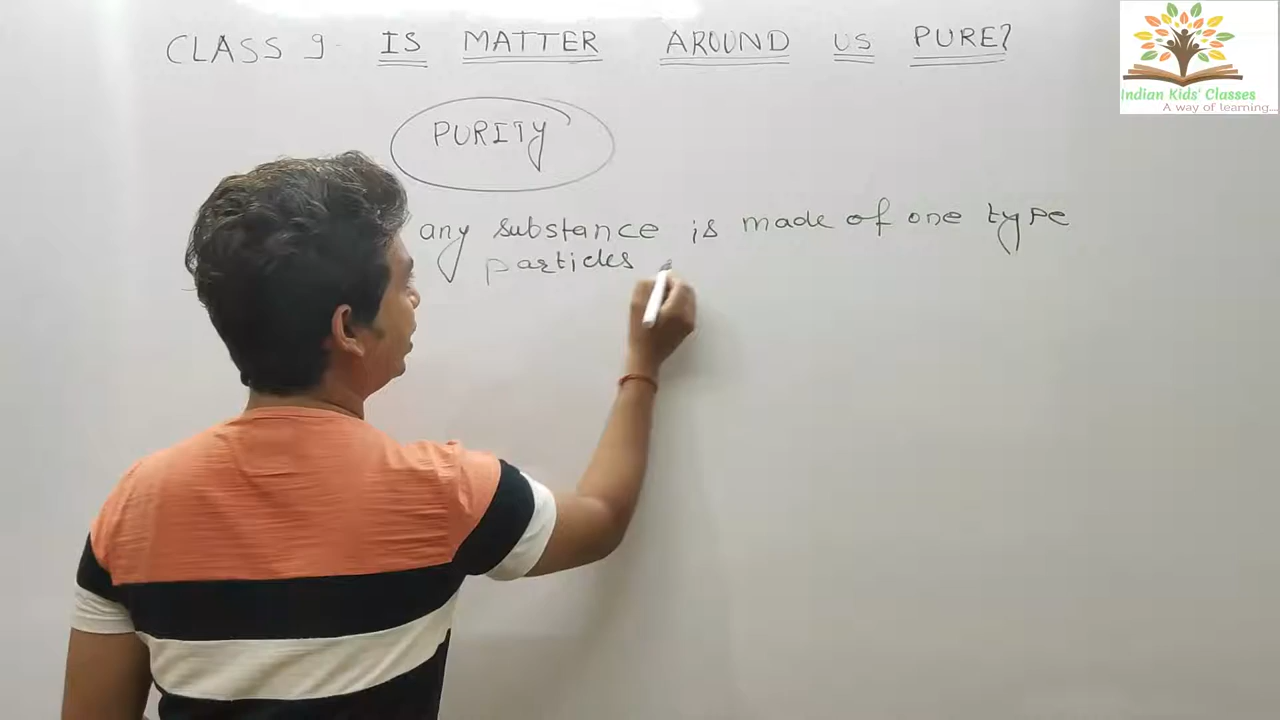 CLASS 9- IS MATTER AROUND US PURE?
Indian Kids' Classes
A way of learning...
PURITY
any substance is made of one type
particles